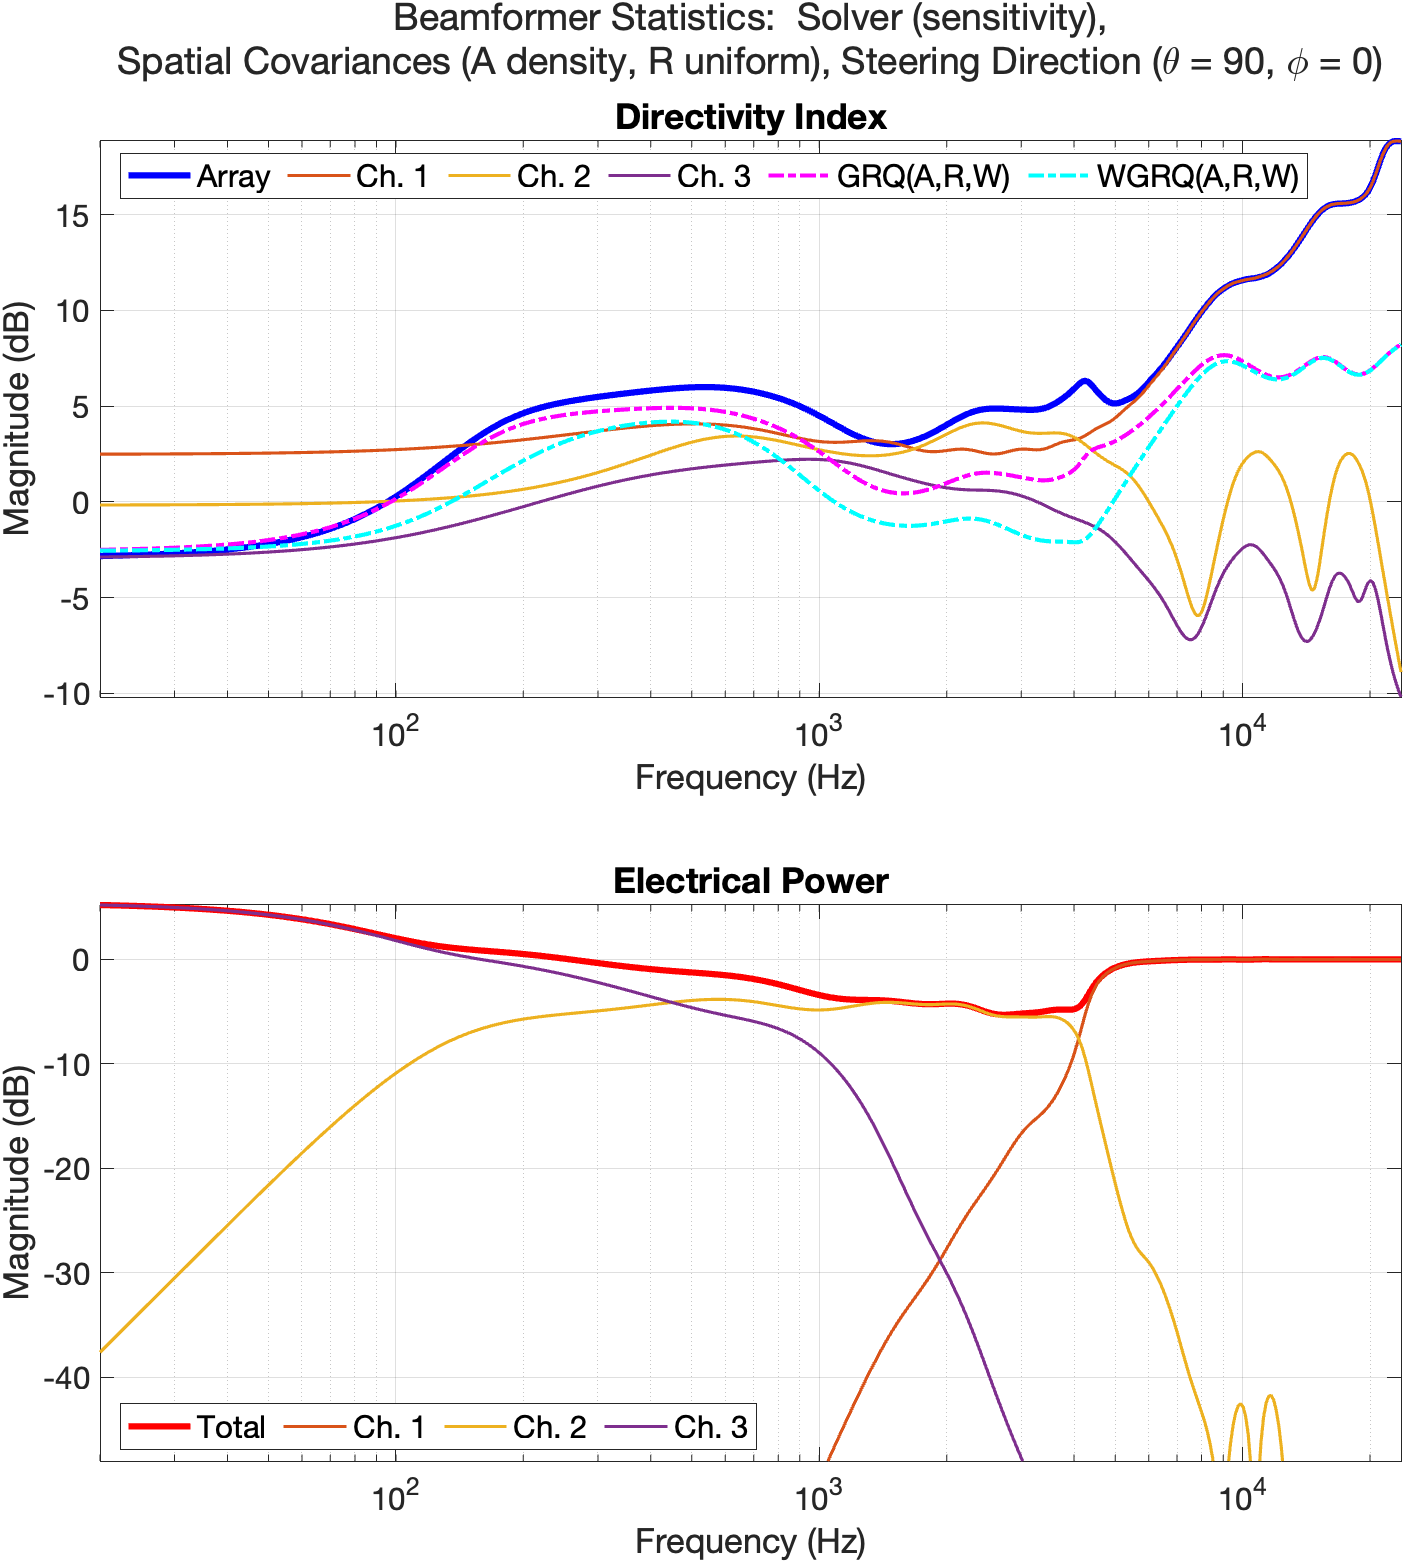 Beamformer Statistics:  Solver (sensitivity),
Spatial Covariances (A density, R uniform), Steering Direction (θ = 90, ϕ = 0)
Directivity Index
Array Ch. 1 Ch. 2 Ch. 3 GRQ(A,R,W) WGRQ(A,R,W)
15
10
5
0
-5
-10
Magnitude (dB)
10² 10³ 10⁴
Frequency (Hz)
Electrical Power
0
-10
-20
-30
-40
Magnitude (dB)
Total Ch. 1 Ch. 2 Ch. 3
10² 10³ 10⁴
Frequency (Hz)